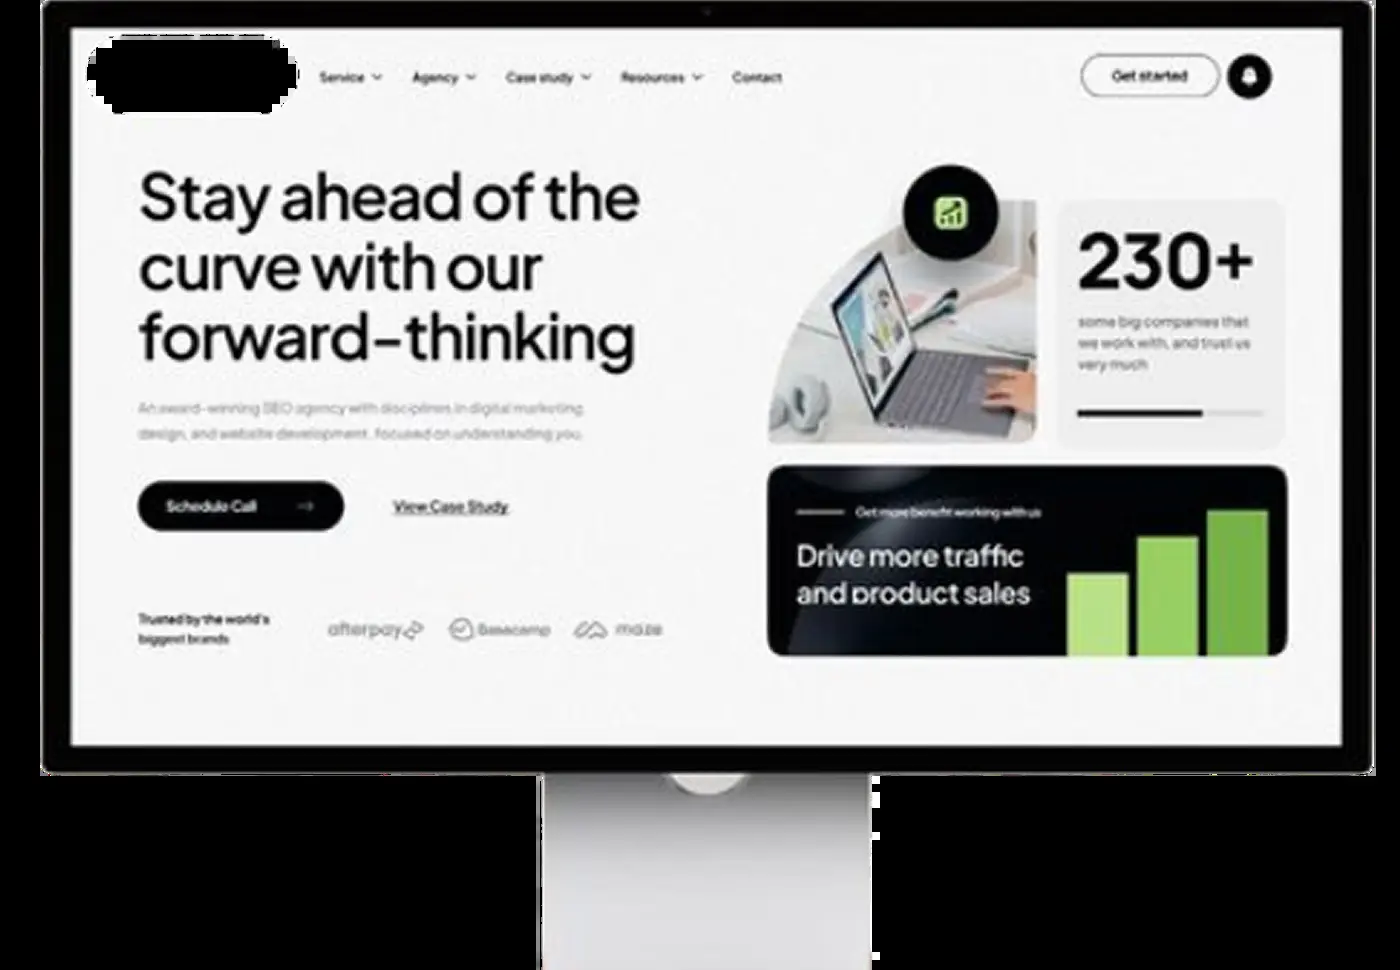 Service
Agency
Case study
Resources
Contact
Get started
Stay ahead of the
curve with our
forward-thinking
An award-winning SEO agency with disciplines in digital marketing,
design, and website development, focused on understanding you.
Schedule Call
View Case Study
Trusted by the world's
biggest brands
afterpay
Basecamp
maze
230+
some big companies that
we work with, and trust us
very much
Get more benefit working with us
Drive more traffic
and product sales